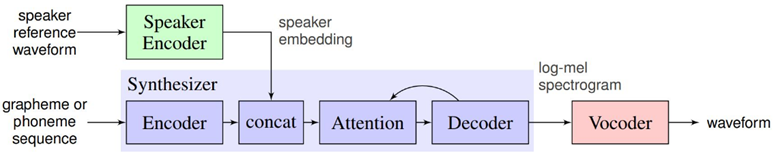 speaker
reference
waveform
Speaker
Encoder
speaker
embedding
Synthesizer
log-mel
spectrogram
grapheme or
phoneme
sequence
Encoder
concat
Attention
Decoder
Vocoder
waveform